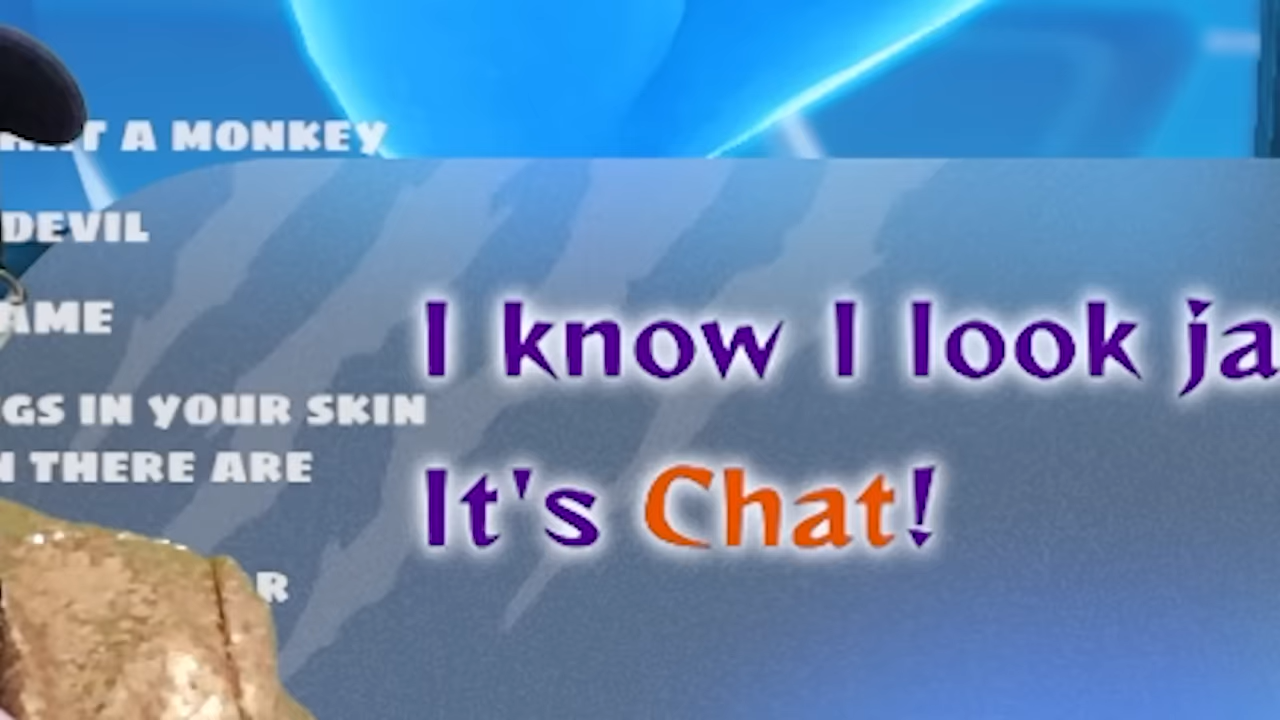 T A MONKEY
DEVIL
AME
GS IN YOUR SKIN
THERE ARE
R
I know I look ja
It's Chat!